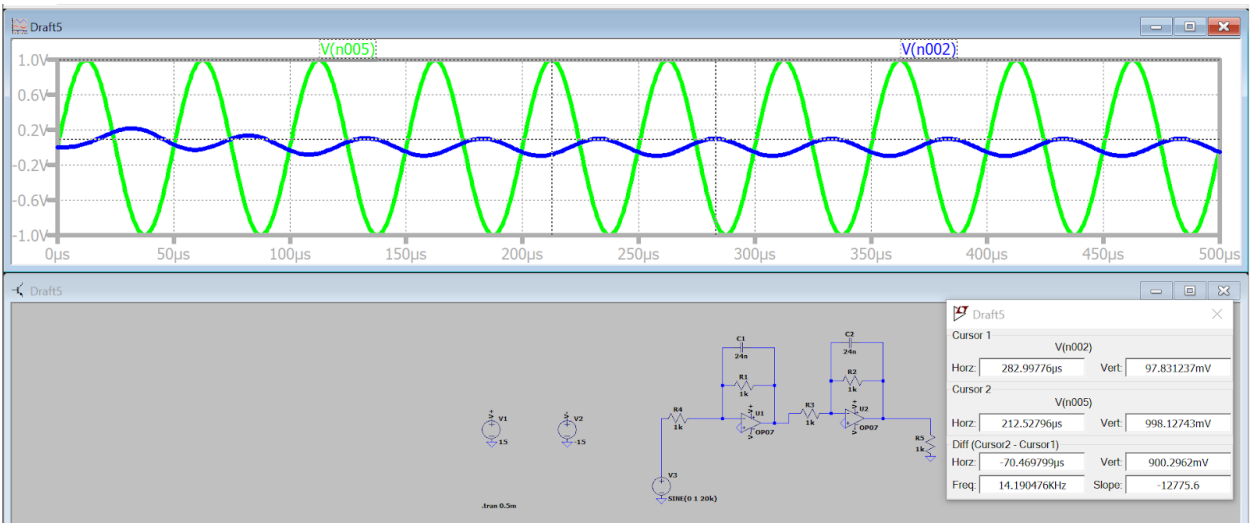 Draft5
V(n005)
V(n002)
1.0V
0.6V
0.2V
-0.2V
-0.6V
-1.0V
0µs
50µs
100µs
150µs
200µs
250µs
300µs
350µs
400µs
450µs
500µs
Draft5
C1
24n
R1
1k
C2
24n
R2
1k
V+
V1
15
V-
V2
-15
R4
1k
V+
U1
V-
OP07
R3
1k
V+
U2
V-
OP07
R5
1k
V3
SINE(0 1 20k)
.tran 0.5m
Draft5
Cursor 1
V(n002)
Horz: 282.99776µs Vert: 97.831237mV
Cursor 2
V(n005)
Horz: 212.52796µs Vert: 998.12743mV
Diff (Cursor2 - Cursor1)
Horz: -70.469799µs Vert: 900.2962mV
Freq: 14.190476KHz Slope: -12775.6